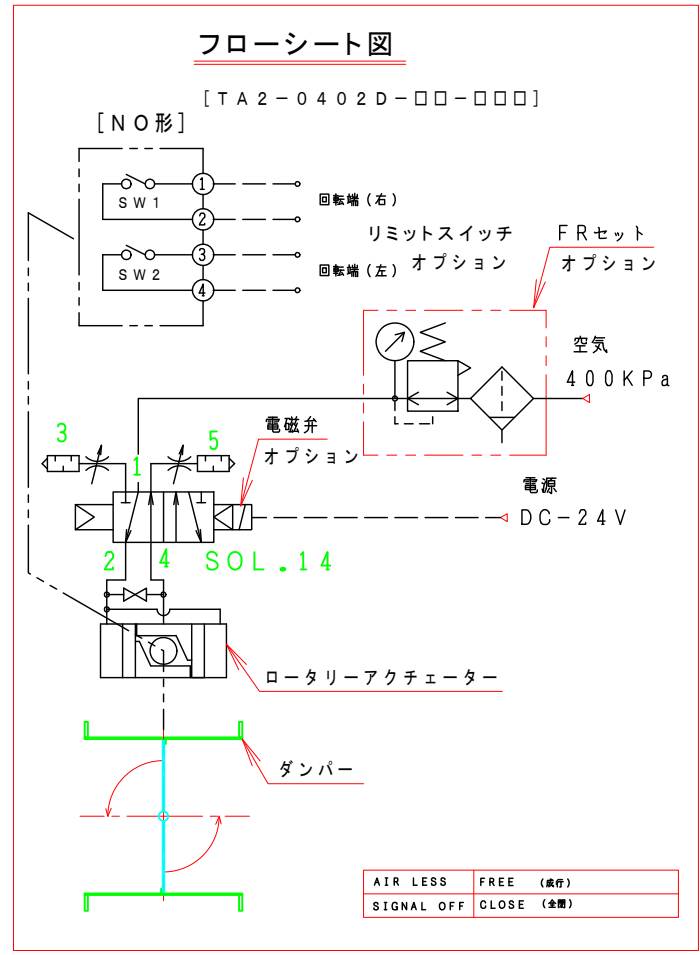 フローシート図
[TA2-0402D-□□-□□□]
[NO形]
1
SW1
2
回転端(右)
3
SW2
4
回転端(左)
リミットスイッチ
オプション
FRセット
オプション
空気
400KPa
電磁弁
オプション
3
1
5
電源
DC-24V
2
4
SOL.14
ロータリーアクチェーター
ダンパー
AIR LESS FREE (成行)
SIGNAL OFF CLOSE (全閉)